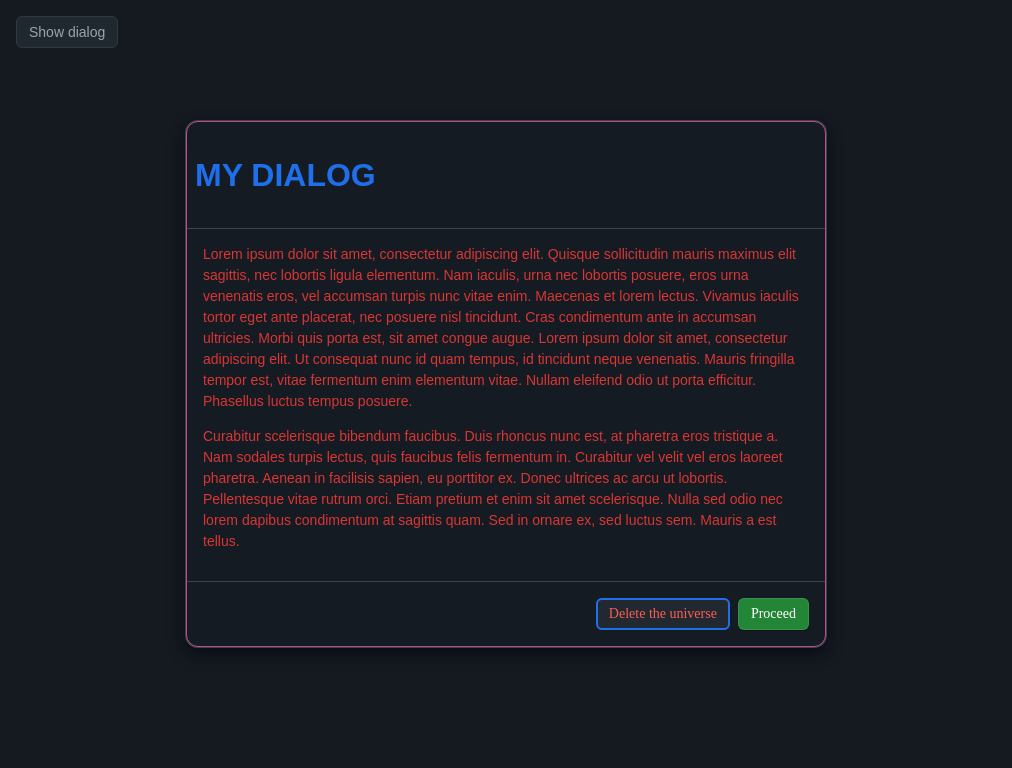 Show dialog
MY DIALOG
Lorem ipsum dolor sit amet, consectetur adipiscing elit. Quisque sollicitudin mauris maximus elit
sagittis, nec lobortis ligula elementum. Nam iaculis, urna nec lobortis posuere, eros urna
venenatis eros, vel accumsan turpis nunc vitae enim. Maecenas et lorem lectus. Vivamus iaculis
tortor eget ante placerat, nec posuere nisl tincidunt. Cras condimentum ante in accumsan
ultricies. Morbi quis porta est, sit amet congue augue. Lorem ipsum dolor sit amet, consectetur
adipiscing elit. Ut consequat nunc id quam tempus, id tincidunt neque venenatis. Mauris fringilla
tempor est, vitae fermentum enim elementum vitae. Nullam eleifend odio ut porta efficitur.
Phasellus luctus tempus posuere.
Curabitur scelerisque bibendum faucibus. Duis rhoncus nunc est, at pharetra eros tristique a.
Nam sodales turpis lectus, quis faucibus felis fermentum in. Curabitur vel velit vel eros laoreet
pharetra. Aenean in facilisis sapien, eu porttitor ex. Donec ultrices ac arcu ut lobortis.
Pellentesque vitae rutrum orci. Etiam pretium et enim sit amet scelerisque. Nulla sed odio nec
lorem dapibus condimentum at sagittis quam. Sed in ornare ex, sed luctus sem. Mauris a est
tellus.
Delete the universe
Proceed